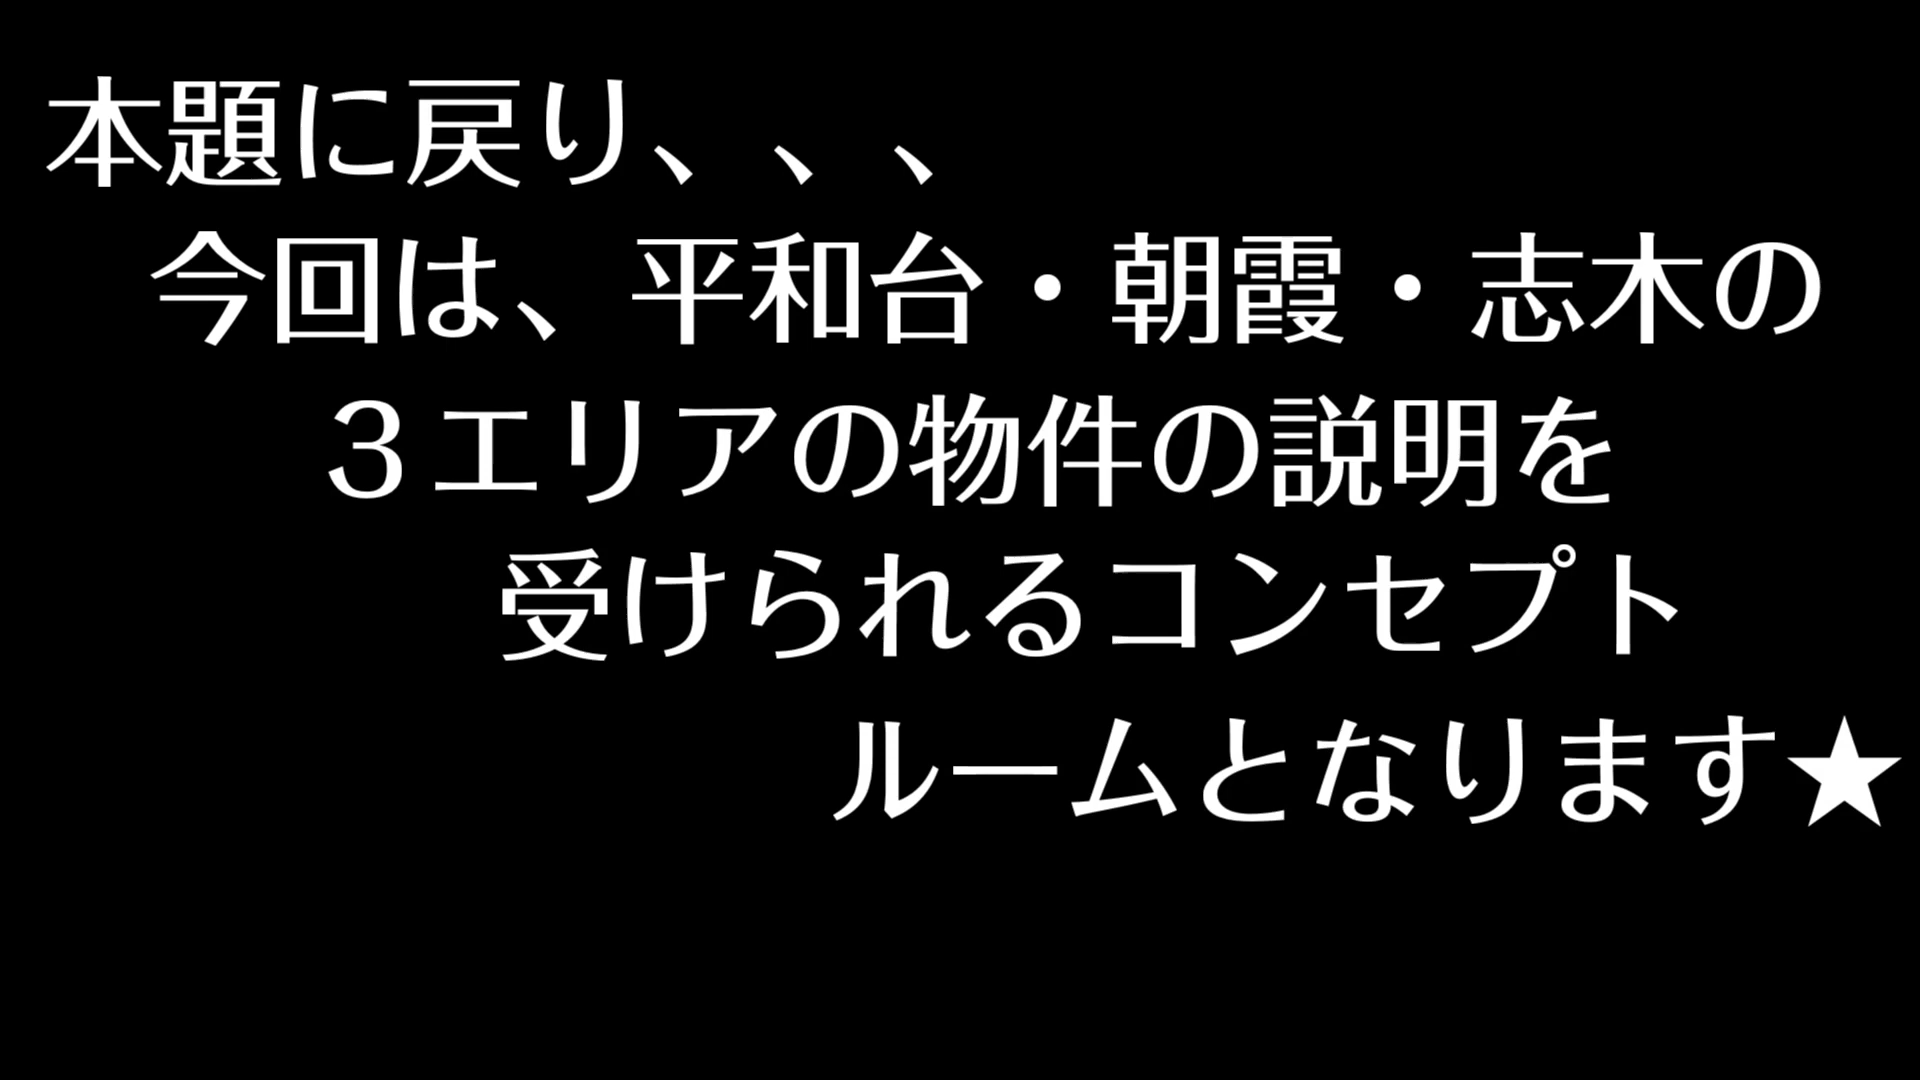 本題に戻り、、、
今回は、平和台・朝霞・志木の
３エリアの物件の説明を
受けられるコンセプト
ルームとなります★